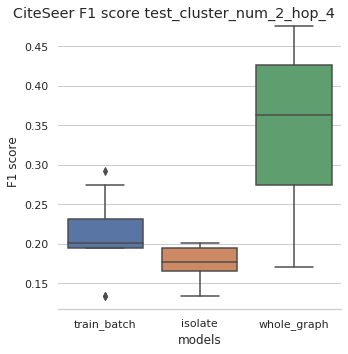 CiteSeer F1 score test_cluster_num_2_hop_4
0.45
0.40
0.35
0.30
0.25
0.20
0.15
F1 score
train_batch isolate whole_graph
models